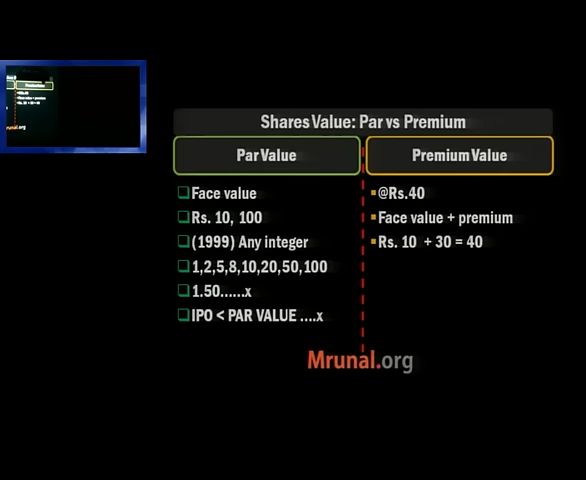 Shares Value: Par vs Premium
Par Value
Premium Value
Face value
Rs. 10, 100
(1999) Any integer
1,2,5,8,10,20,50,100
1.50......x
IPO < PAR VALUE ....x
@Rs.40
Face value + premium
Rs. 10 + 30 = 40
Mrunal.org